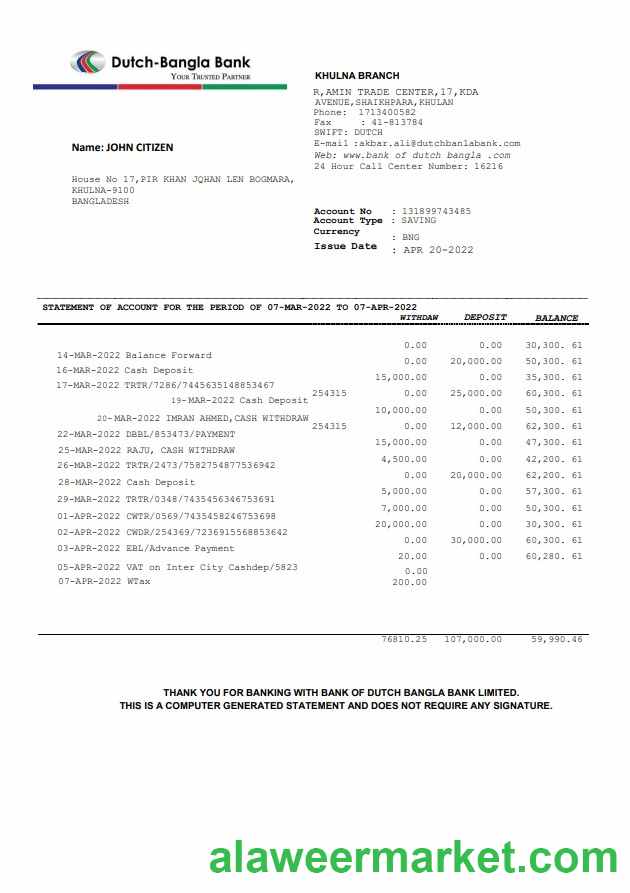 Dutch-Bangla Bank
YOUR TRUSTED PARTNER
KHULNA BRANCH
R,AMIN TRADE CENTER,17,KDA
AVENUE,SHAIKHPARA,KHULAN
Phone: 1713400582
Fax : 41-813784
SWIFT: DUTCH
E-mail :akbar.ali@dutchbanlabank.com
Web: www.bank of dutch bangla .com
24 Hour Call Center Number: 16216
Name: JOHN CITIZEN
House No 17,PIR KHAN JQHAN LEN BOGMARA,
KHULNA-9100
BANGLADESH
Account No : 131899743485
Account Type : SAVING
Currency : BNG
Issue Date : APR 20-2022
STATEMENT OF ACCOUNT FOR THE PERIOD OF 07-MAR-2022 TO 07-APR-2022
WITHDAW DEPOSIT BALANCE
0.00 0.00 30,300. 61
14-MAR-2022 Balance Forward
0.00 20,000.00 50,300. 61
16-MAR-2022 Cash Deposit
15,000.00 0.00 35,300. 61
17-MAR-2022 TRTR/7286/7445635148853467
254315 0.00 25,000.00 60,300. 61
19-MAR-2022 Cash Deposit
10,000.00 0.00 50,300. 61
20-MAR-2022 IMRAN AHMED,CASH WITHDRAW
254315 0.00 12,000.00 62,300. 61
22-MAR-2022 DBBL/853473/PAYMENT
15,000.00 0.00 47,300. 61
25-MAR-2022 RAJU, CASH WITHDRAW
4,500.00 0.00 42,200. 61
26-MAR-2022 TRTR/2473/7582754877536942
0.00 20,000.00 62,200. 61
28-MAR-2022 Cash Deposit
5,000.00 0.00 57,300. 61
29-MAR-2022 TRTR/0348/7435456346753691
7,000.00 0.00 50,300. 61
01-APR-2022 CWTR/0569/7435458246753698
20,000.00 0.00 30,300. 61
02-APR-2022 CWDR/254369/7236915568853642
0.00 30,000.00 60,300. 61
03-APR-2022 EBL/Advance Payment
20.00 0.00 60,280. 61
05-APR-2022 VAT on Inter City Cashdep/5823
0.00
07-APR-2022 WTax
200.00
76810.25 107,000.00 59,990.46
THANK YOU FOR BANKING WITH BANK OF DUTCH BANGLA BANK LIMITED.
THIS IS A COMPUTER GENERATED STATEMENT AND DOES NOT REQUIRE ANY SIGNATURE.
alaweermarket.com